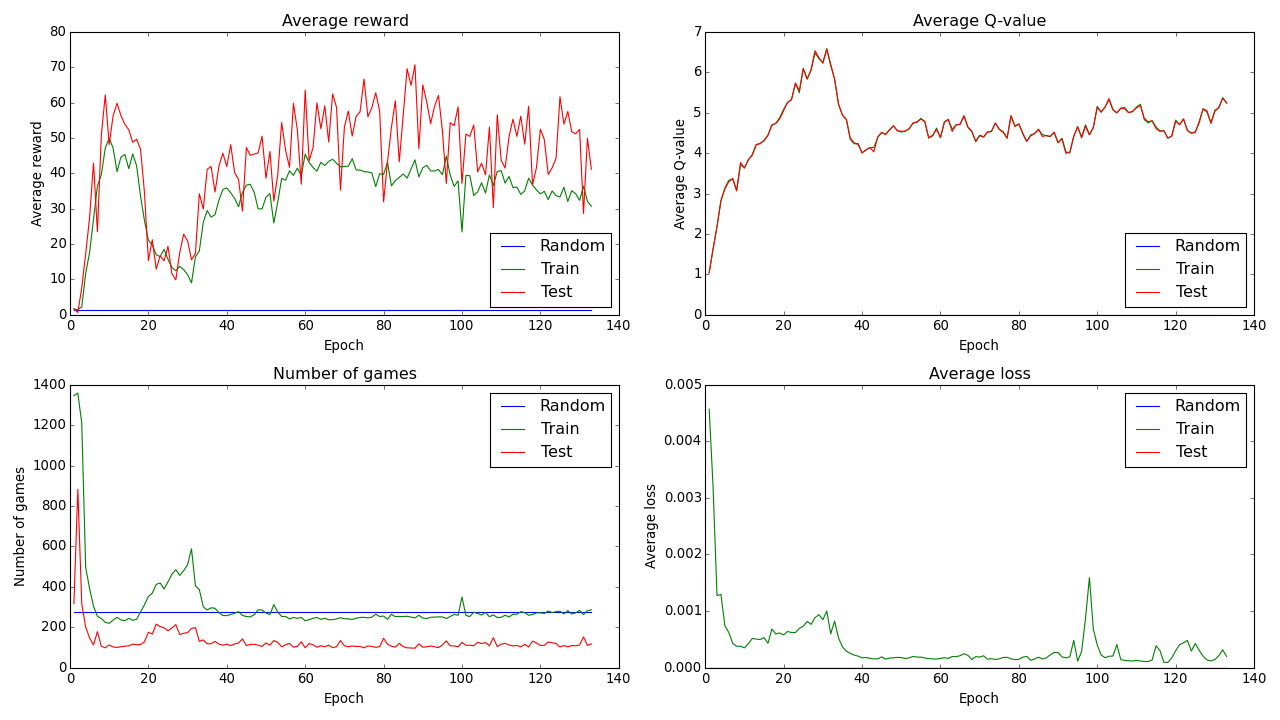 Average reward
Average reward
80
70
60
50
40
30
20
10
0
0 20 40 60 80 100 120 140
Epoch
Random
Train
Test
Average Q-value
Average Q-value
7
6
5
4
3
2
1
0
0 20 40 60 80 100 120 140
Epoch
Random
Train
Test
Number of games
Number of games
1400
1200
1000
800
600
400
200
0
0 20 40 60 80 100 120 140
Epoch
Random
Train
Test
Average loss
Average loss
0.005
0.004
0.003
0.002
0.001
0.000
0 20 40 60 80 100 120 140
Epoch
Random
Train
Test